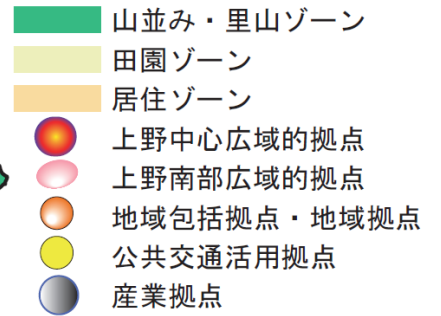 山並み・里山ゾーン
田園ゾーン
居住ゾーン
上野中心広域的拠点
上野南部広域的拠点
地域包括拠点・地域拠点
公共交通活用拠点
産業拠点